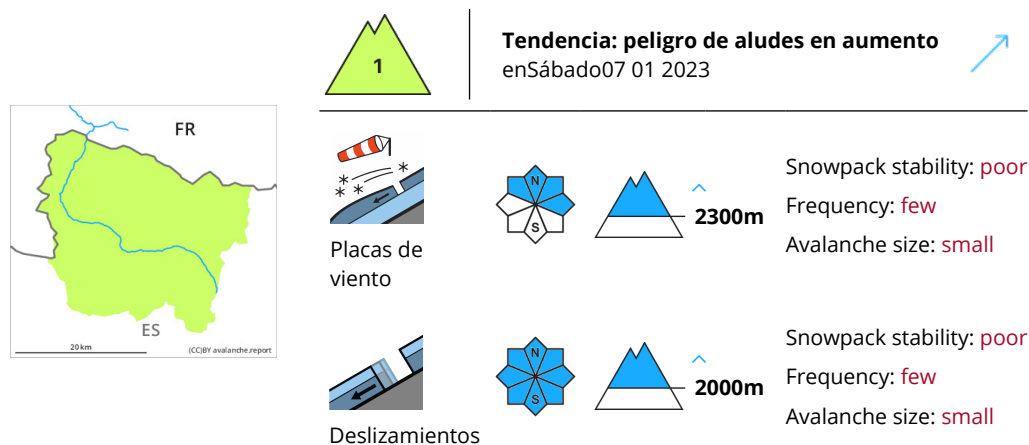 1
Tendencia: peligro de aludes en aumento
enSábado07 01 2023
FR
ES
20 km
(CC)BY avalanche.report
Placas de
viento
N
S
2300m
Snowpack stability: poor
Frequency: few
Avalanche size: small
Deslizamientos
N
S
2000m
Snowpack stability: poor
Frequency: few
Avalanche size: small